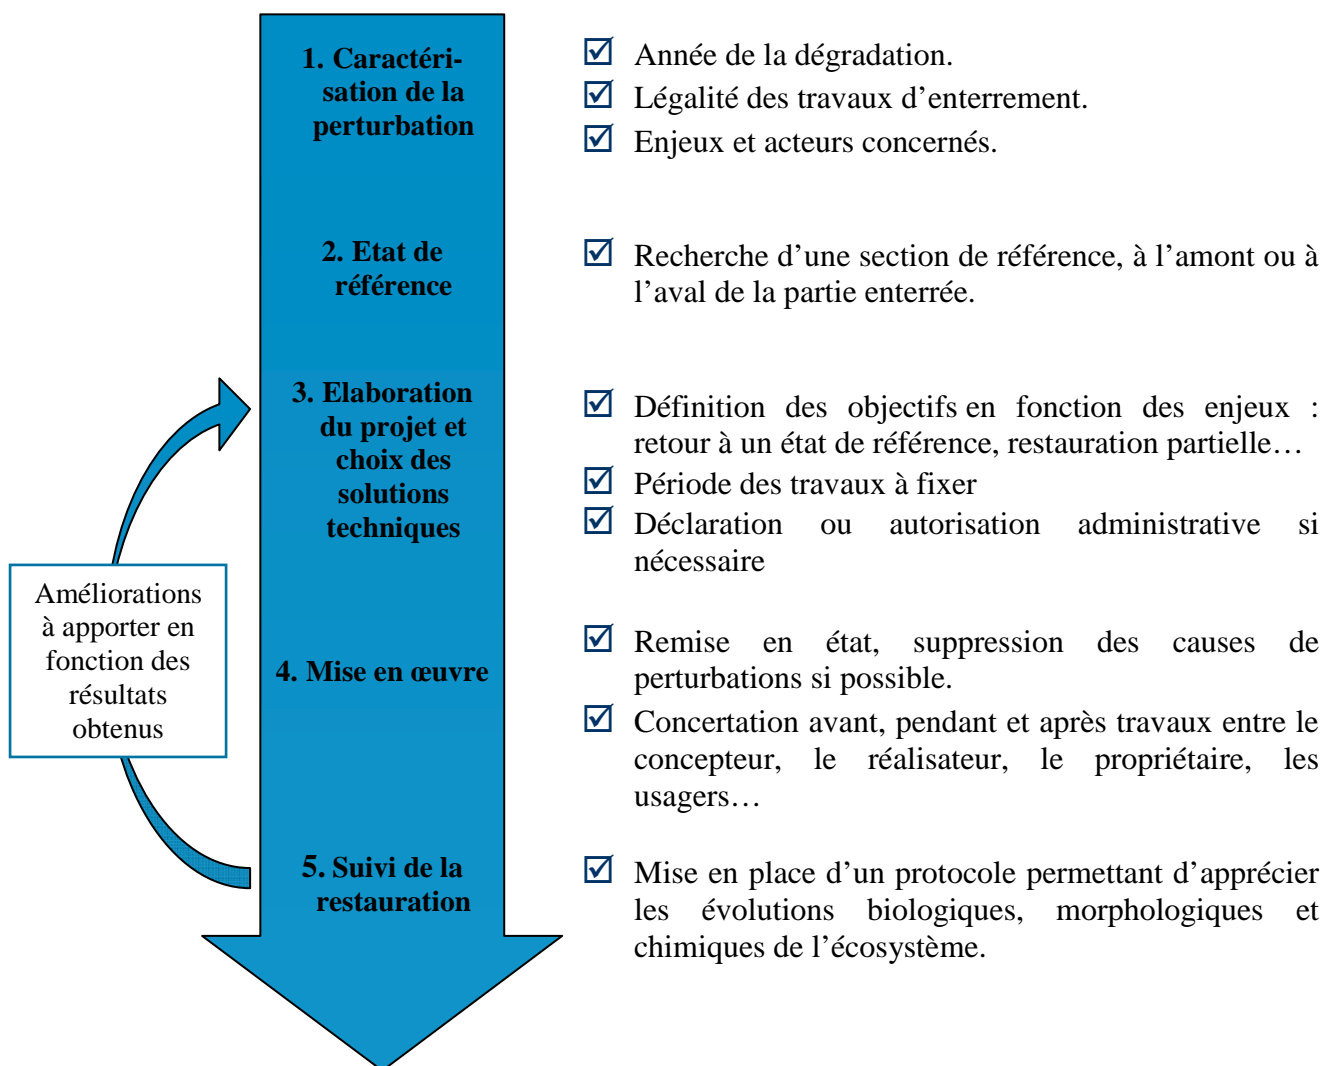 1. Caractéri-
sation de la
perturbation
Année de la dégradation.
Légalité des travaux d’enterrement.
Enjeux et acteurs concernés.
2. Etat de
référence
Recherche d’une section de référence, à l’amont ou à
l’aval de la partie enterrée.
3. Elaboration
du projet et
choix des
solutions
techniques
Définition des objectifs en fonction des enjeux :
retour à un état de référence, restauration partielle…
Période des travaux à fixer
Déclaration ou autorisation administrative si
nécessaire
Améliorations
à apporter en
fonction des
résultats
obtenus
4. Mise en œuvre
Remise en état, suppression des causes de
perturbations si possible.
Concertation avant, pendant et après travaux entre le
concepteur, le réalisateur, le propriétaire, les
usagers…
5. Suivi de la
restauration
Mise en place d’un protocole permettant d’apprécier
les évolutions biologiques, morphologiques et
chimiques de l’écosystème.